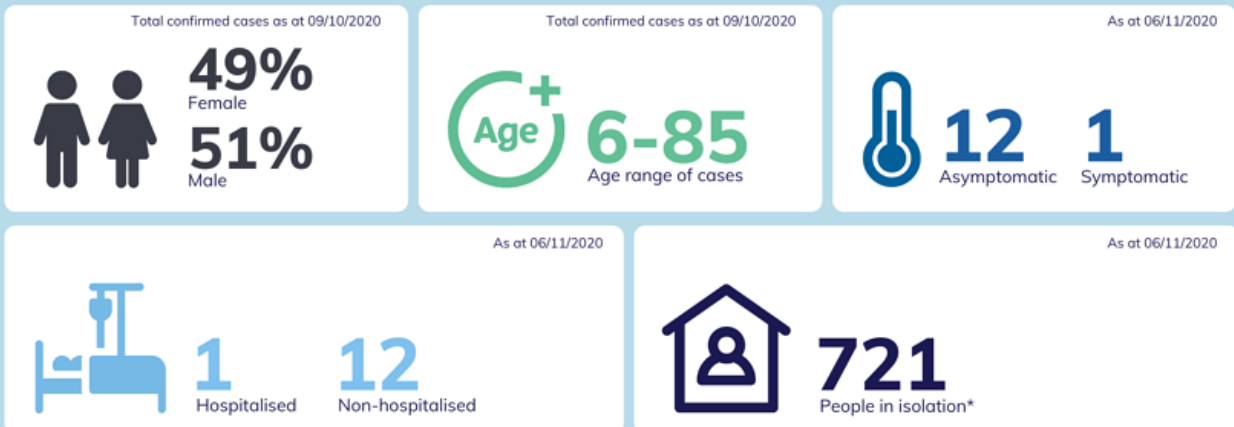 Total confirmed cases as at 09/10/2020
49%
Female
51%
Male
Total confirmed cases as at 09/10/2020
Age
6-85
Age range of cases
As at 06/11/2020
12 1
Asymptomatic Symptomatic
As at 06/11/2020
1 12
Hospitalised Non-hospitalised
As at 06/11/2020
721
People in isolation*